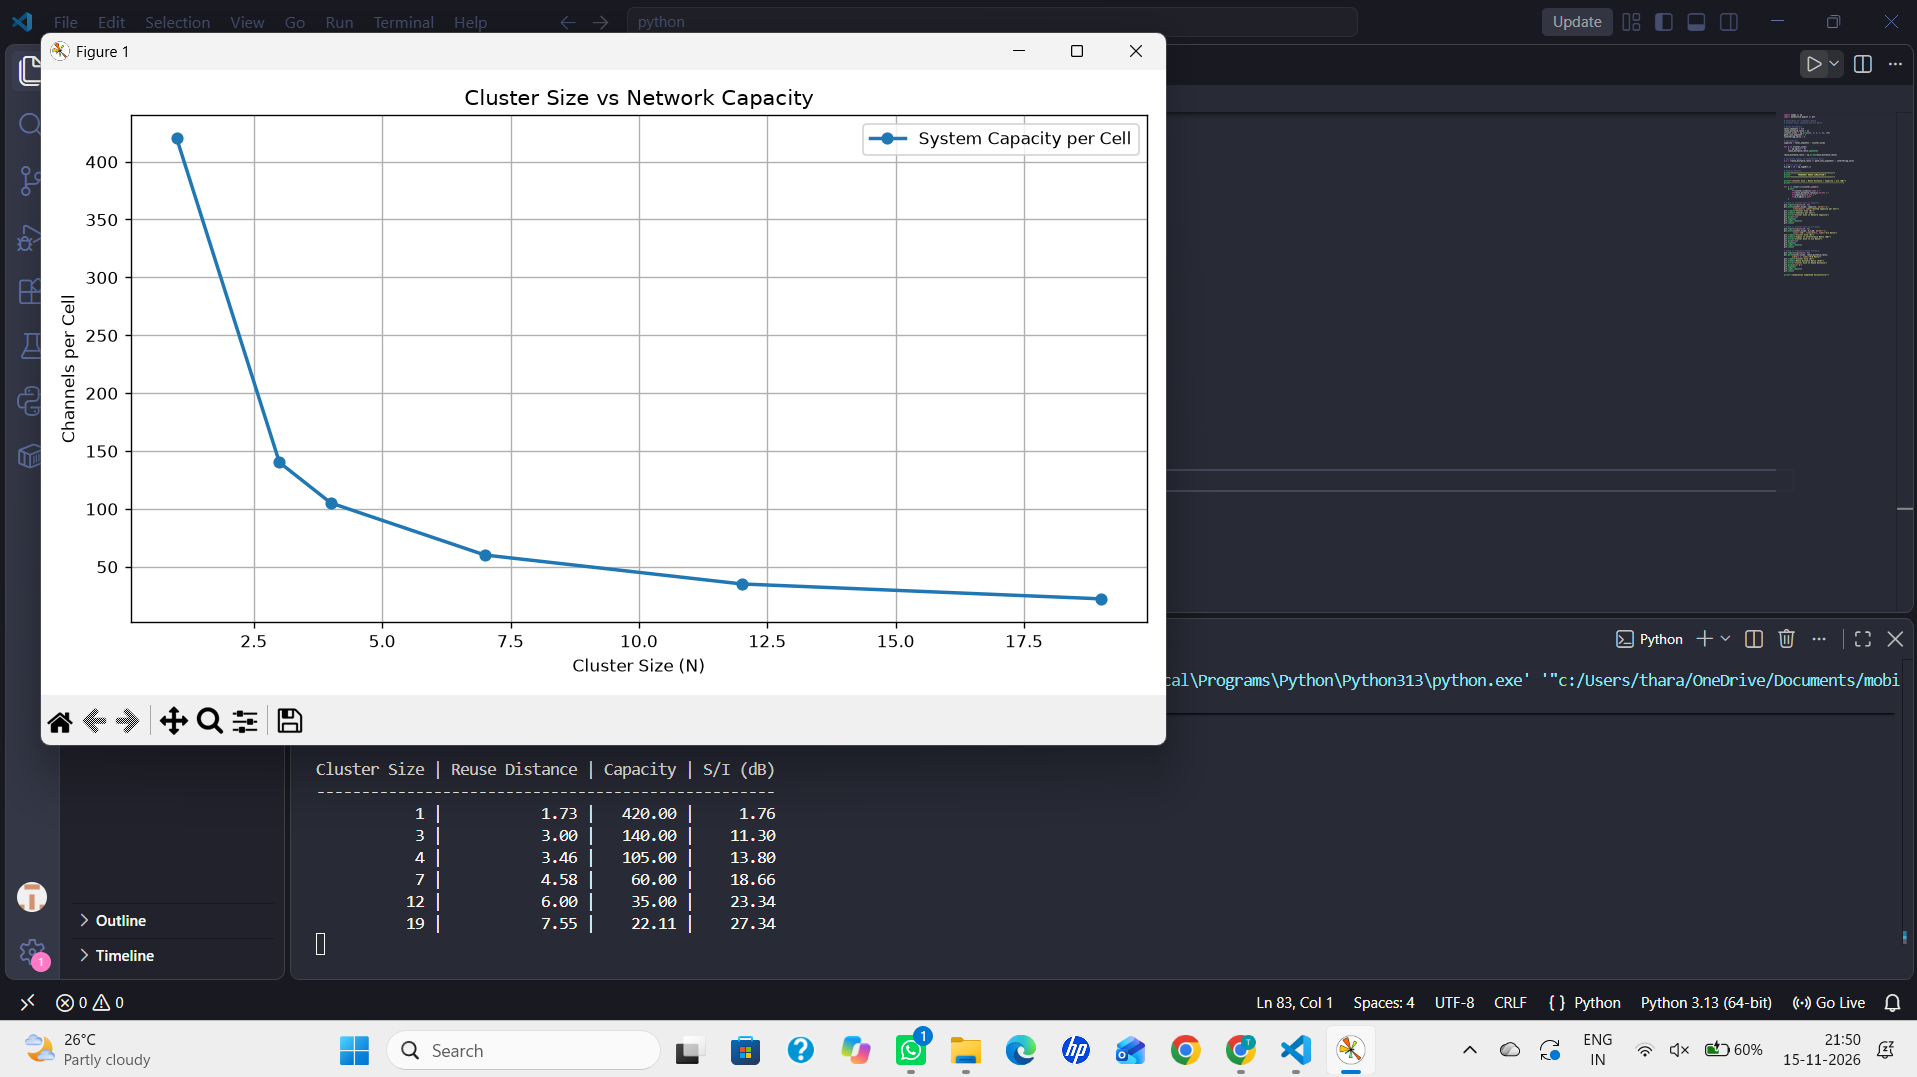 File Edit Selection View Go Run Terminal Help
python
Update
Figure 1
Cluster Size vs Network Capacity
System Capacity per Cell
400
350
300
250
200
150
100
50
Channels per Cell
2.5 5.0 7.5 10.0 12.5 15.0 17.5
Cluster Size (N)
Python
cal\Programs\Python\Python313\python.exe' '"c:/Users/thara/OneDrive/Documents/mobi
Cluster Size | Reuse Distance | Capacity | S/I (dB)
---------------------------------------------------
1 | 1.73 | 420.00 | 1.76
3 | 3.00 | 140.00 | 11.30
4 | 3.46 | 105.00 | 13.80
7 | 4.58 | 60.00 | 18.66
12 | 6.00 | 35.00 | 23.34
19 | 7.55 | 22.11 | 27.34
Outline
1
Timeline
0 0
Ln 83, Col 1 Spaces: 4 UTF-8 CRLF { } Python Python 3.13 (64-bit) Go Live
26°C
Partly cloudy
Search
1
hp
T
ENG
IN
60%
21:50
15-11-2026